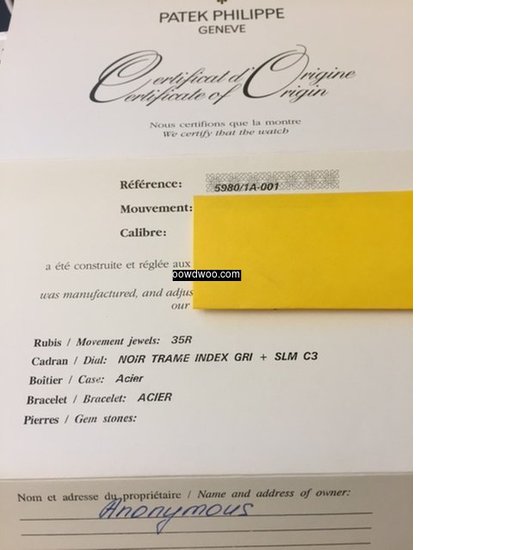 PATEK PHILIPPE
GENEVE
Certificat d'Origine
Certificate of Origin
Nous certifions que la montre
We certify that the watch
Référence: 5980/1A-001
Mouvement:
Calibre:
a été construite et réglée aux
oowdwoo.com
was manufactured, and adjus
our
Rubis / Movement jewels: 35R
Cadran / Dial: NOiR TRAME INDEX GRI + SLM C3
Boîtier / Case: Acier
Bracelet / Bracelet: ACIER
Pierres / Gem stones:
Nom et adresse du propriétaire / Name and address of owner:
Anonymous